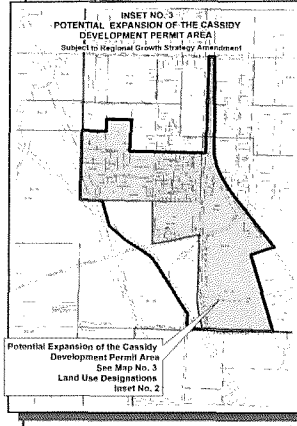 INSET NO. 3
POTENTIAL EXPANSION OF THE CASSIDY
DEVELOPMENT PERMIT AREA
Subject to Regional Growth Strategy Amendment
Potential Expansion of the Cassidy
Development Permit Area
See Map No. 3
Land Use Designations
Inset No. 2